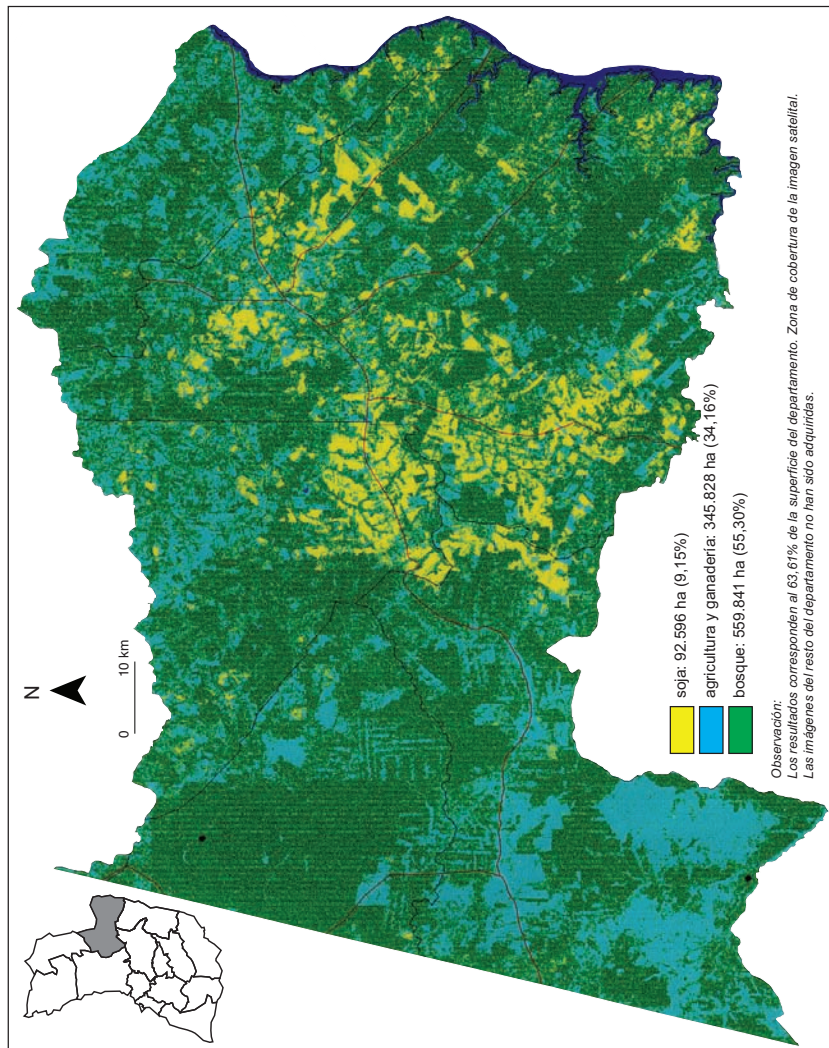 N
0
10 km
soja: 92.596 ha (9,15%)
agricultura y ganadería: 345.828 ha (34,16%)
bosque: 559.841 ha (55,30%)
Observación:
Los resultados corresponden al 63,61% de la superficie del departamento. Zona de cobertura de la imagen satelital.
Las imágenes del resto del departamento no han sido adquiridas.